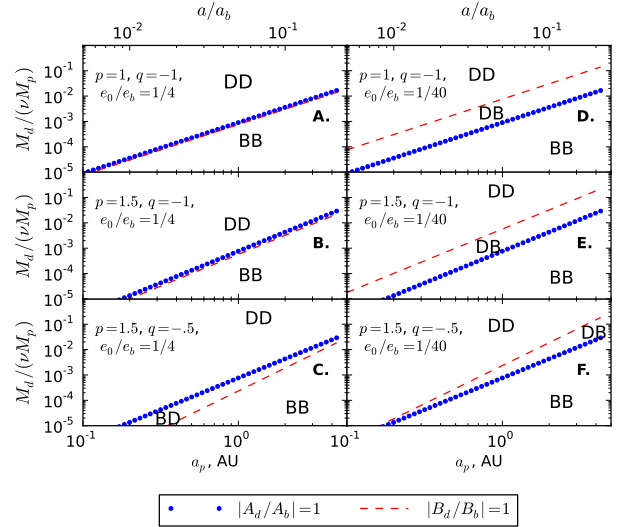 a/a_b a/a_b
10^{-2} 10^{-1} 10^{-2} 10^{-1}
M_d/(νM_p)
10^{-1}
10^{-2}
10^{-3}
10^{-4}
10^{-5}
p=1, q=−1,
e_0/e_b=1/4
DD
BB
A.
p=1, q=−1,
e_0/e_b=1/40
DD
DB
BB
D.
M_d/(νM_p)
10^{-1}
10^{-2}
10^{-3}
10^{-4}
10^{-5}
p=1.5, q=−1,
e_0/e_b=1/4
DD
BB
B.
p=1.5, q=−1,
e_0/e_b=1/40
DD
DB
BB
E.
M_d/(νM_p)
10^{-1}
10^{-2}
10^{-3}
10^{-4}
10^{-5}
p=1.5, q=−.5,
e_0/e_b=1/4
DD
BD
BB
C.
p=1.5, q=−.5,
e_0/e_b=1/40
DD
DB
BB
F.
10^{-1} 10^0 10^{-1} 10^0
a_p, AU a_p, AU
|A_d/A_b|=1 |B_d/B_b|=1